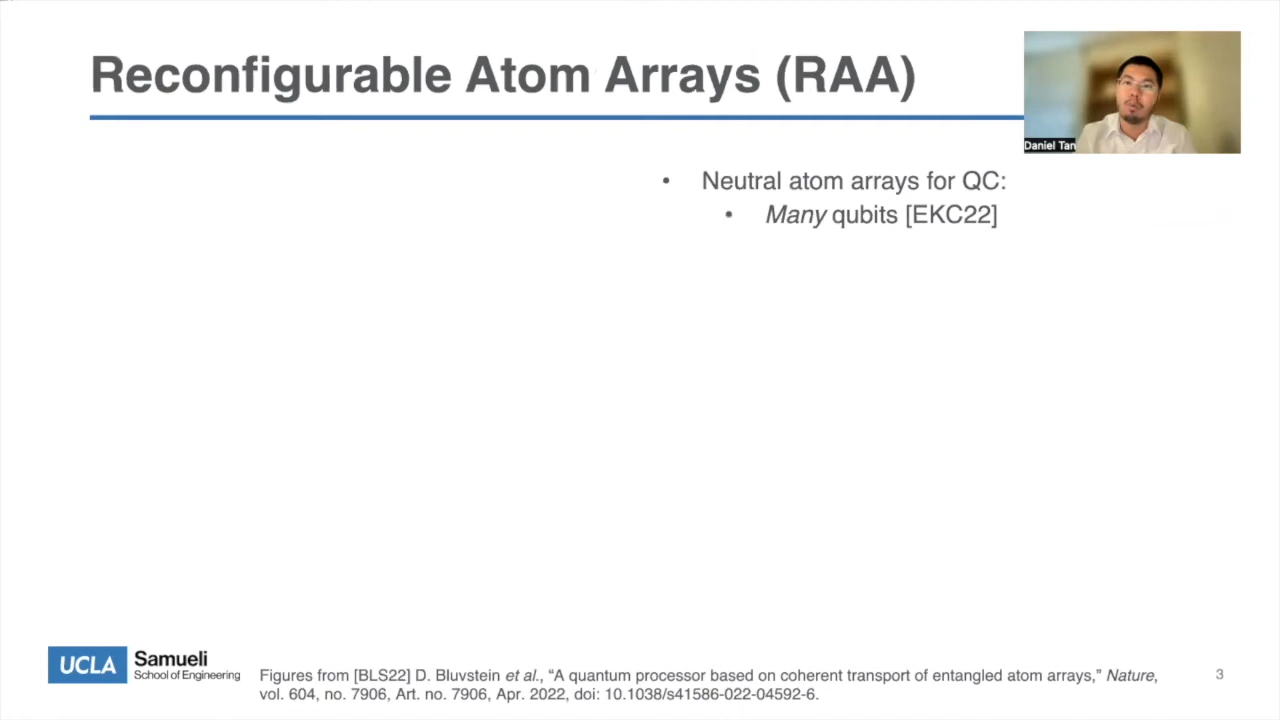 Reconfigurable Atom Arrays (RAA)
Daniel Tan
• Neutral atom arrays for QC:
• Many qubits [EKC22]
UCLA Samueli
School of Engineering
Figures from [BLS22] D. Bluvstein et al., “A quantum processor based on coherent transport of entangled atom arrays,” Nature,
vol. 604, no. 7906, Art. no. 7906, Apr. 2022, doi: 10.1038/s41586-022-04592-6.
3